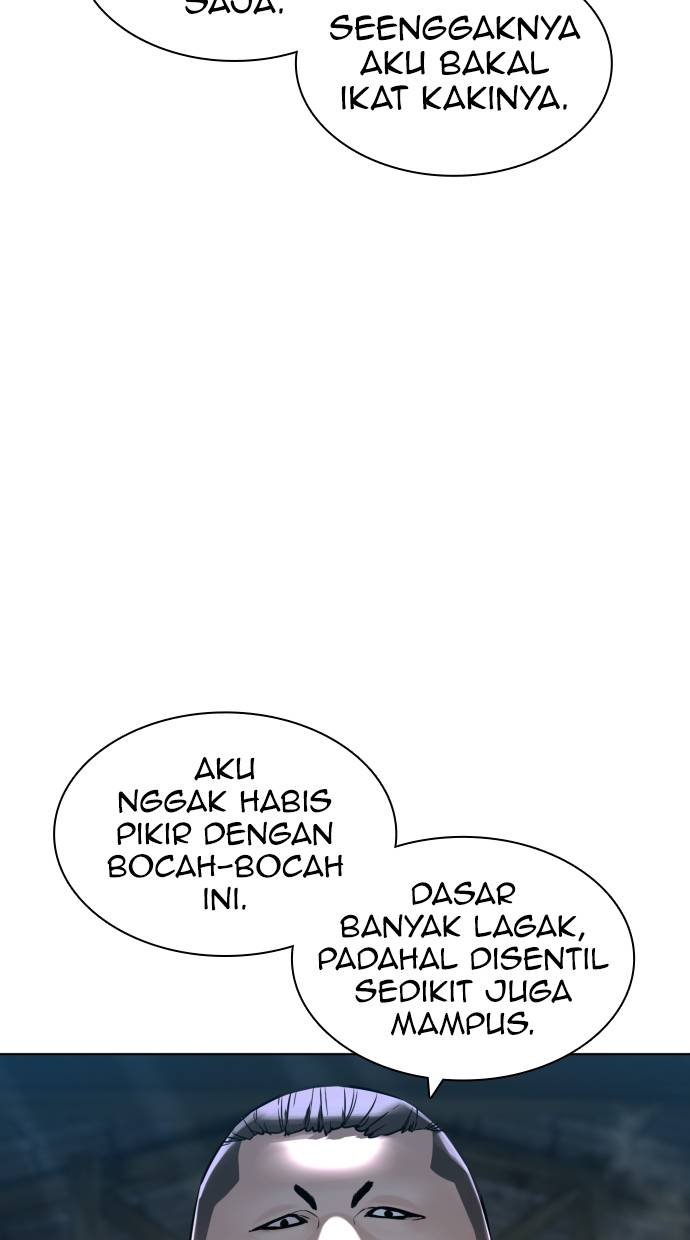 SAJA.
SEENGGAKNYA
AKU BAKAL
IKAT KAKINYA.
AKU
NGGAK HABIS
PIKIR DENGAN
BOCAH-BOCAH
INI.
DASAR
BANYAK LAGAK,
PADAHAL DISENTIL
SEDIKIT JUGA
MAMPUS.